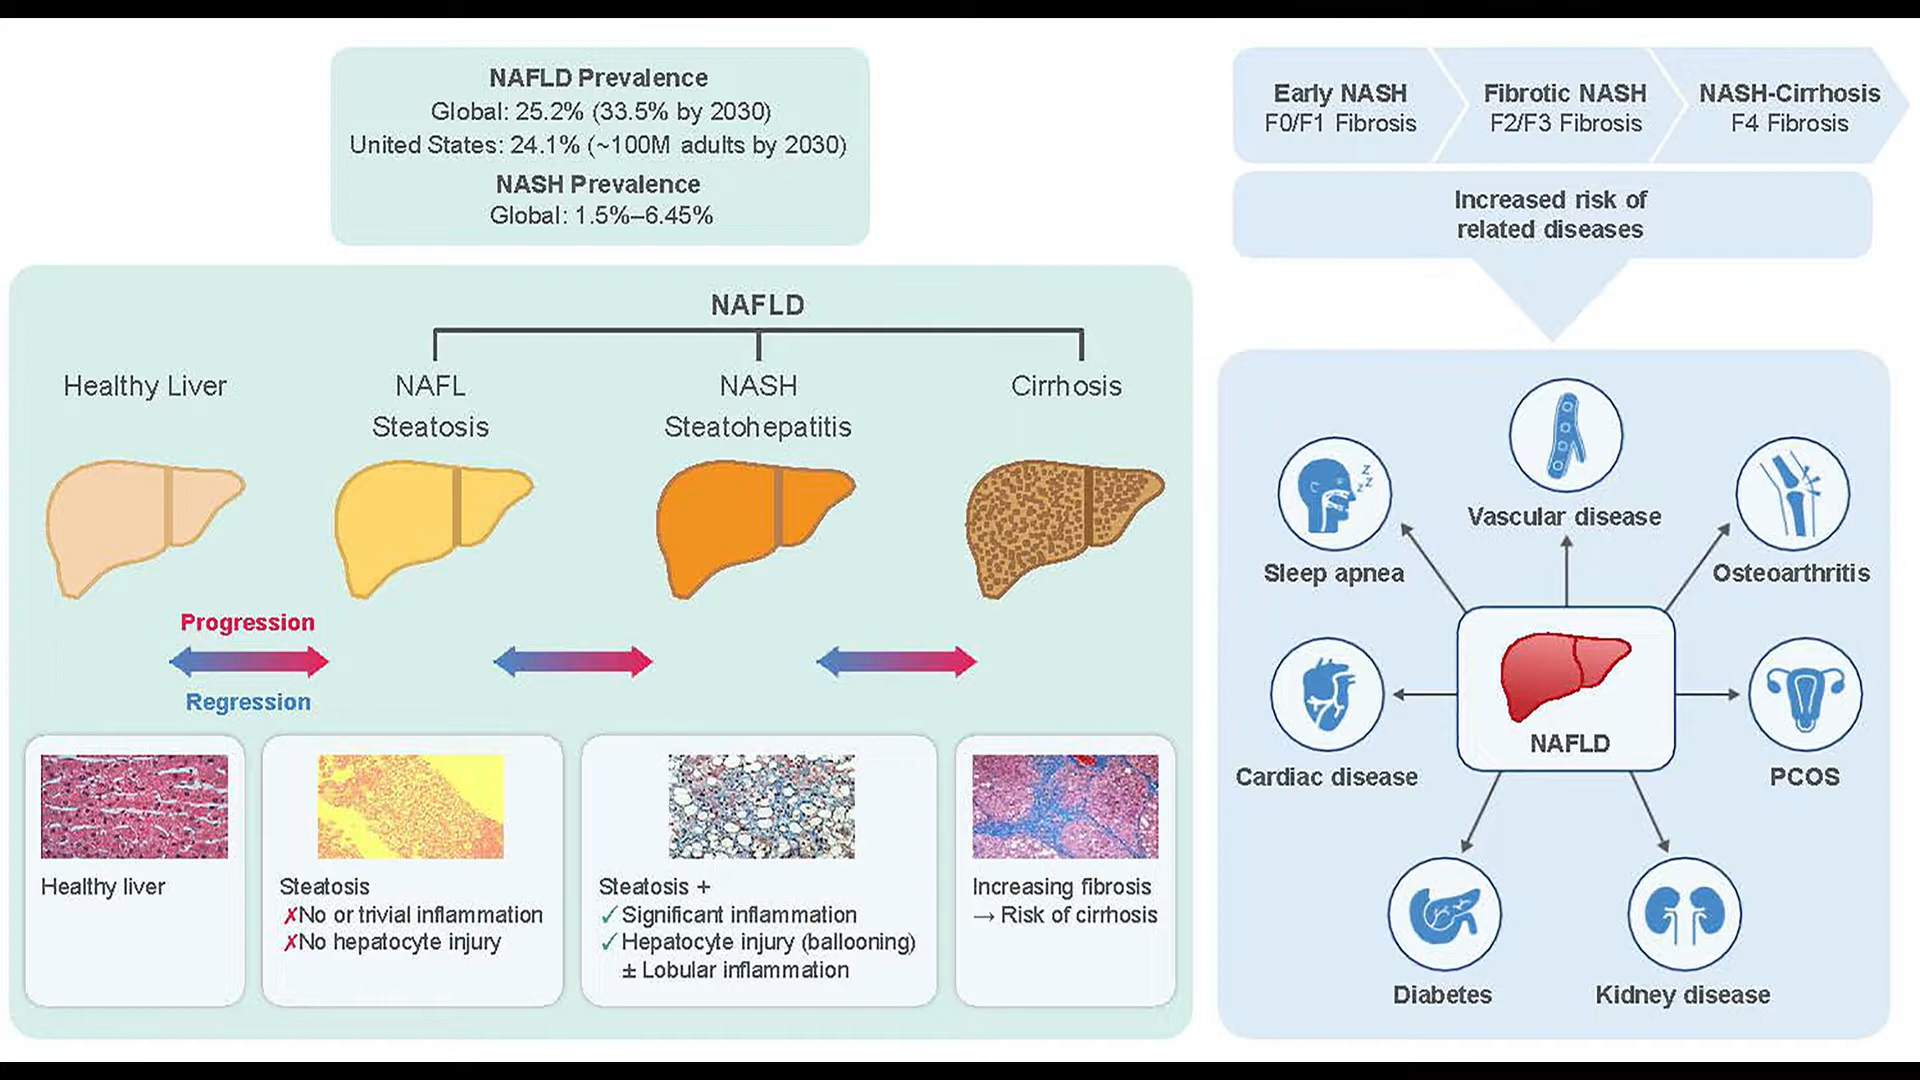 NAFLD Prevalence
Global: 25.2% (33.5% by 2030)
United States: 24.1% (~100M adults by 2030)
NASH Prevalence
Global: 1.5%–6.45%
NAFLD
Healthy Liver
NAFL
Steatosis
NASH
Steatohepatitis
Cirrhosis
Progression
Regression
Healthy liver
Steatosis
✗No or trivial inflammation
✗No hepatocyte injury
Steatosis +
✓Significant inflammation
✓Hepatocyte injury (ballooning)
± Lobular inflammation
Increasing fibrosis
→ Risk of cirrhosis
Early NASH
F0/F1 Fibrosis
Fibrotic NASH
F2/F3 Fibrosis
NASH-Cirrhosis
F4 Fibrosis
Increased risk of
related diseases
Vascular disease
Sleep apnea
z z z
Osteoarthritis
Cardiac disease
NAFLD
PCOS
Diabetes
Kidney disease